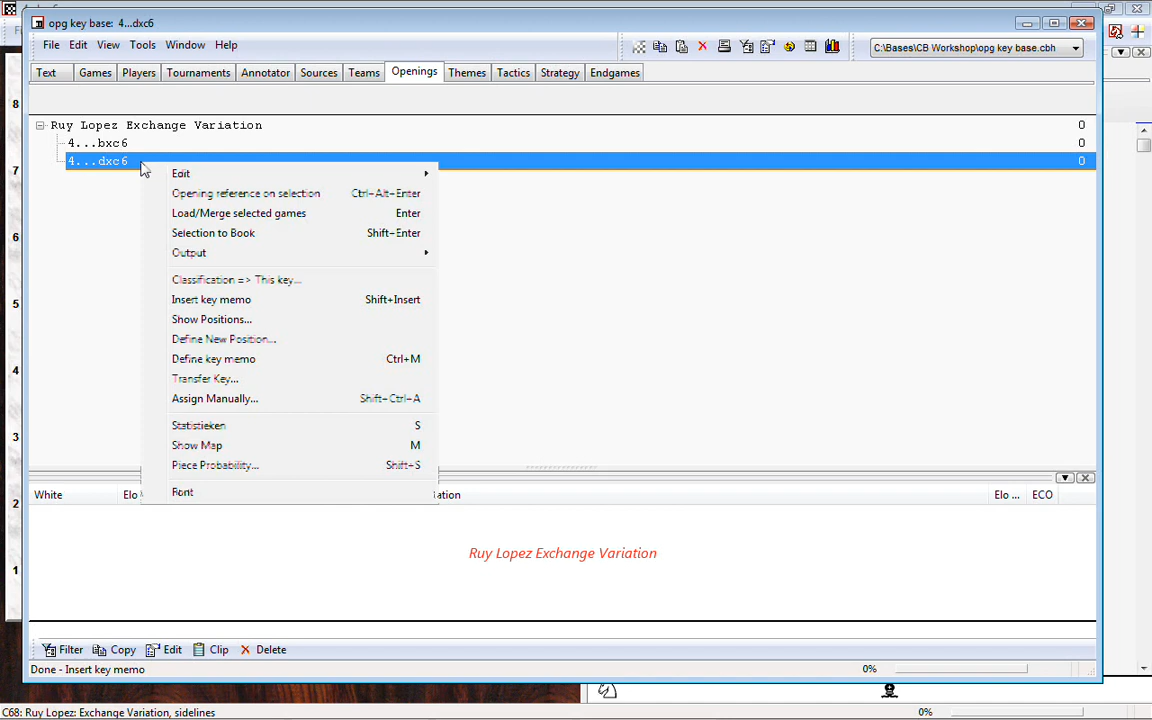 opg key base: 4...dxc6
File Edit View Tools Window Help
C:\Bases\CB Workshop\opg key base.cbh
Text Games Players Tournaments Annotator Sources Teams Openings Themes Tactics Strategy Endgames
Ruy Lopez Exchange Variation 0
4...bxc6 0
4...dxc6 0
Edit
Opening reference on selection Ctrl-Alt-Enter
Load/Merge selected games Enter
Selection to Book Shift-Enter
Output
Classification => This key...
Insert key memo Shift+Insert
Show Positions...
Define New Position...
Define key memo Ctrl+M
Transfer Key...
Assign Manually... Shift-Ctrl-A
Statistieken S
Show Map M
Piece Probability... Shift+S
Font
8
7
6
5
4
3
2
1
White Elo ation Elo ... ECO
Ruy Lopez Exchange Variation
Filter Copy Edit Clip Delete
Done - Insert key memo 0%
C68: Ruy Lopez: Exchange Variation, sidelines 0%